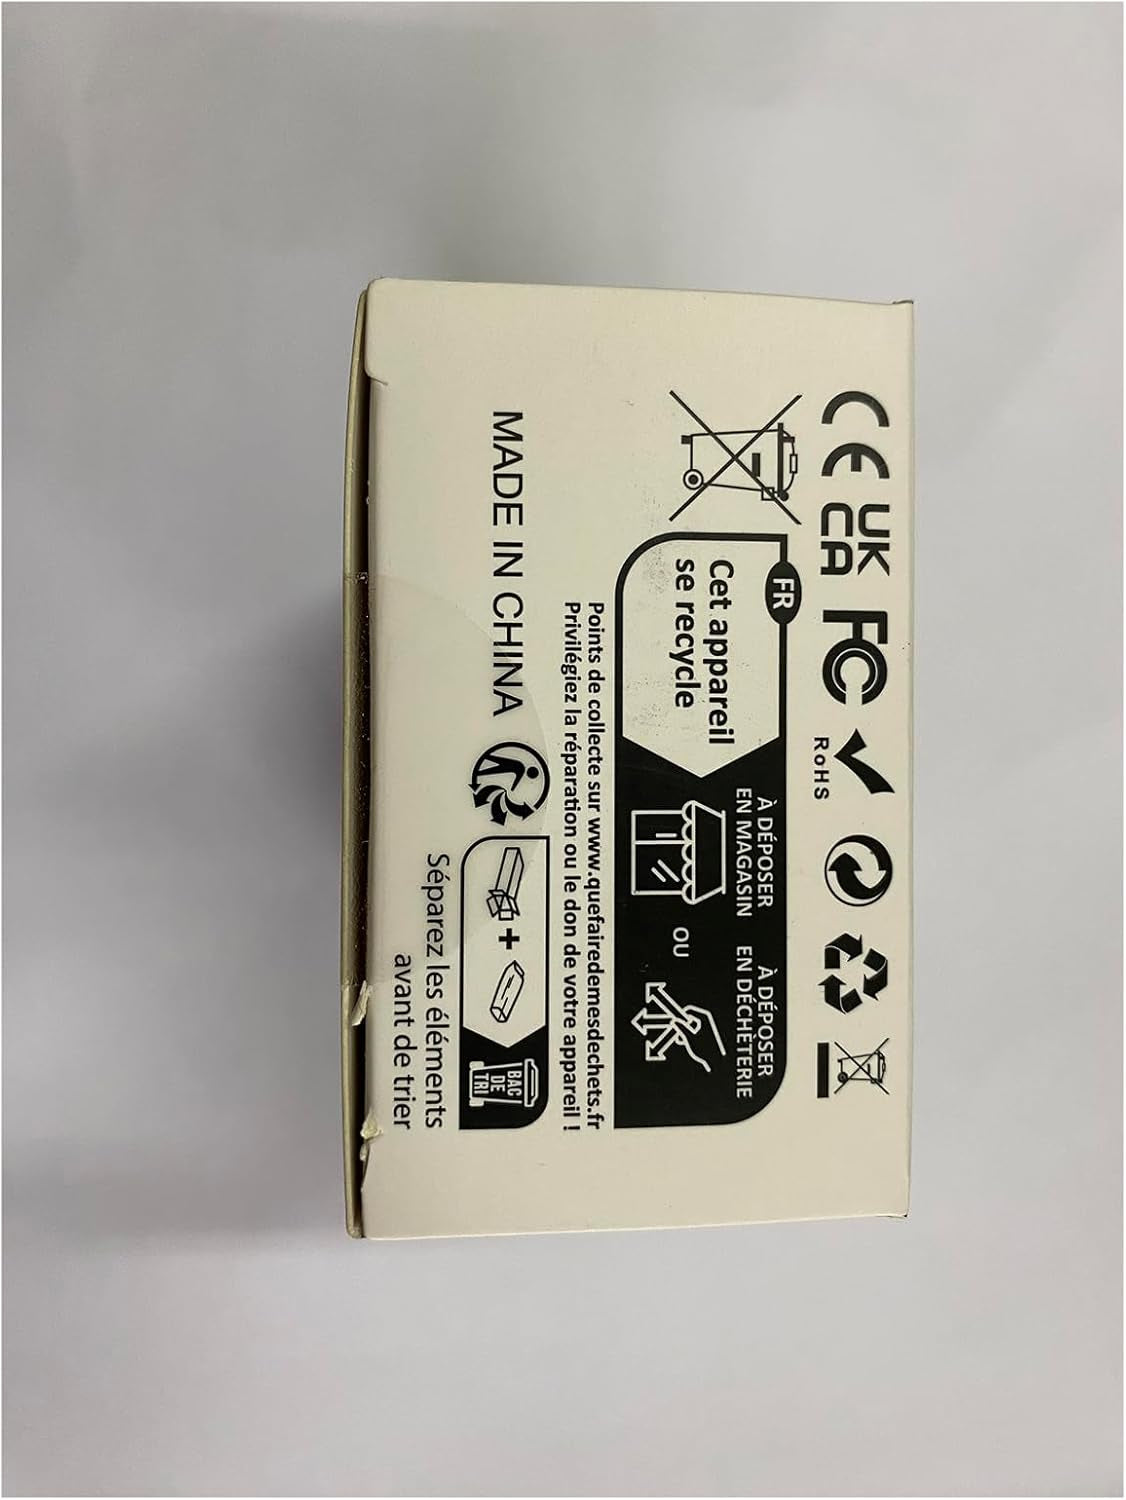 CE UK CA FC RoHS
FR
Cet appareil
se recycle
À DÉPOSER
EN MAGASIN
OU
À DÉPOSER
EN DÉCHÈTERIE
Points de collecte sur www.quefairedemesdechets.fr
Privilégiez la réparation ou le don de votre appareil !
MADE IN CHINA
BAC
DE
TRI
Séparez les éléments
avant de trier